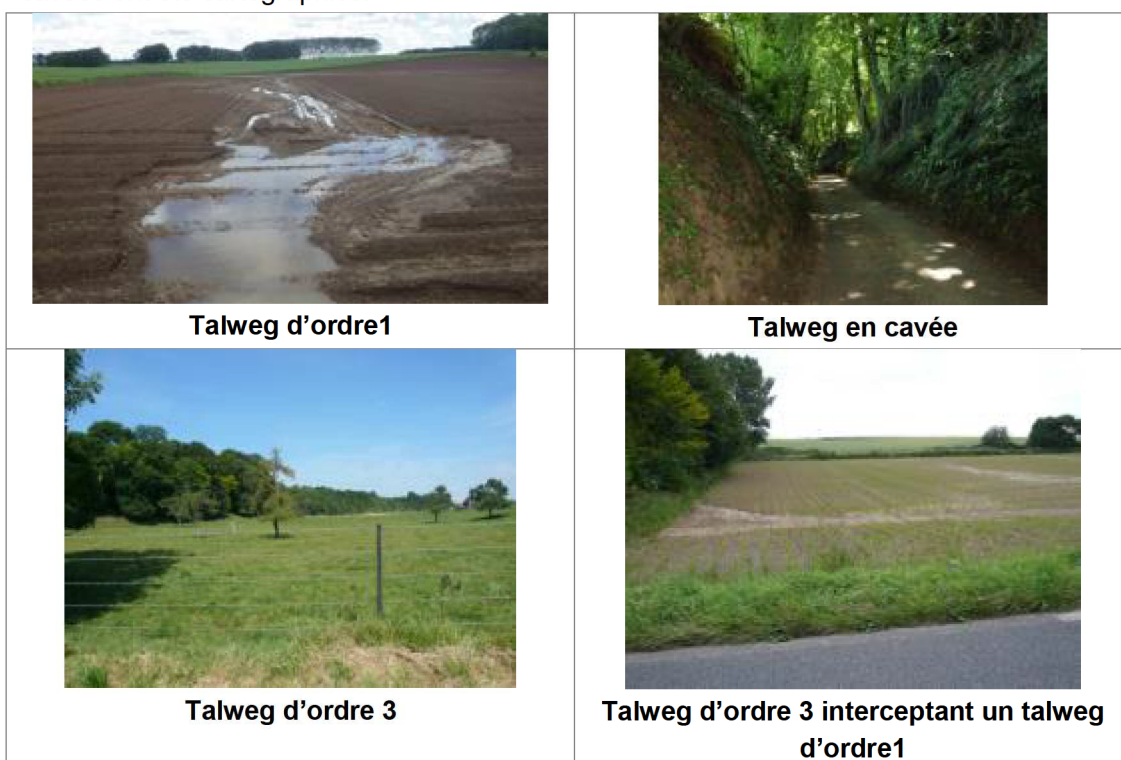 Talweg d'ordre1
Talweg en cavée
Talweg d'ordre 3
Talweg d'ordre 3 interceptant un talweg
d'ordre1